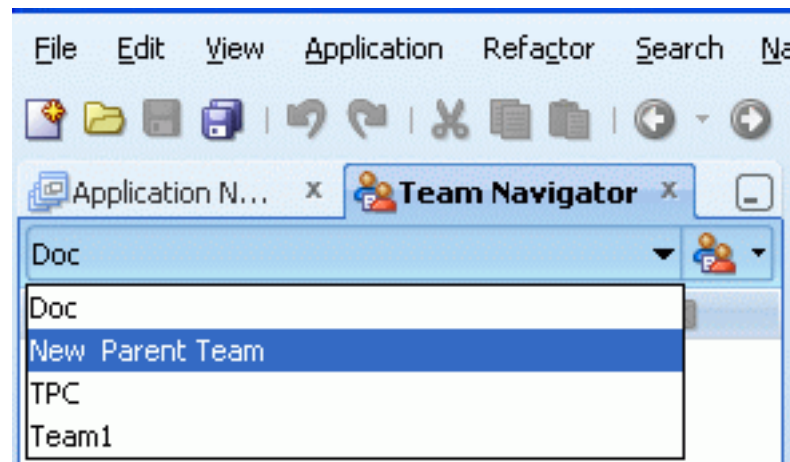 File Edit View Application Refactor Search Na
Application N... x Team Navigator x
Doc
Doc
New Parent Team
TPC
Team1